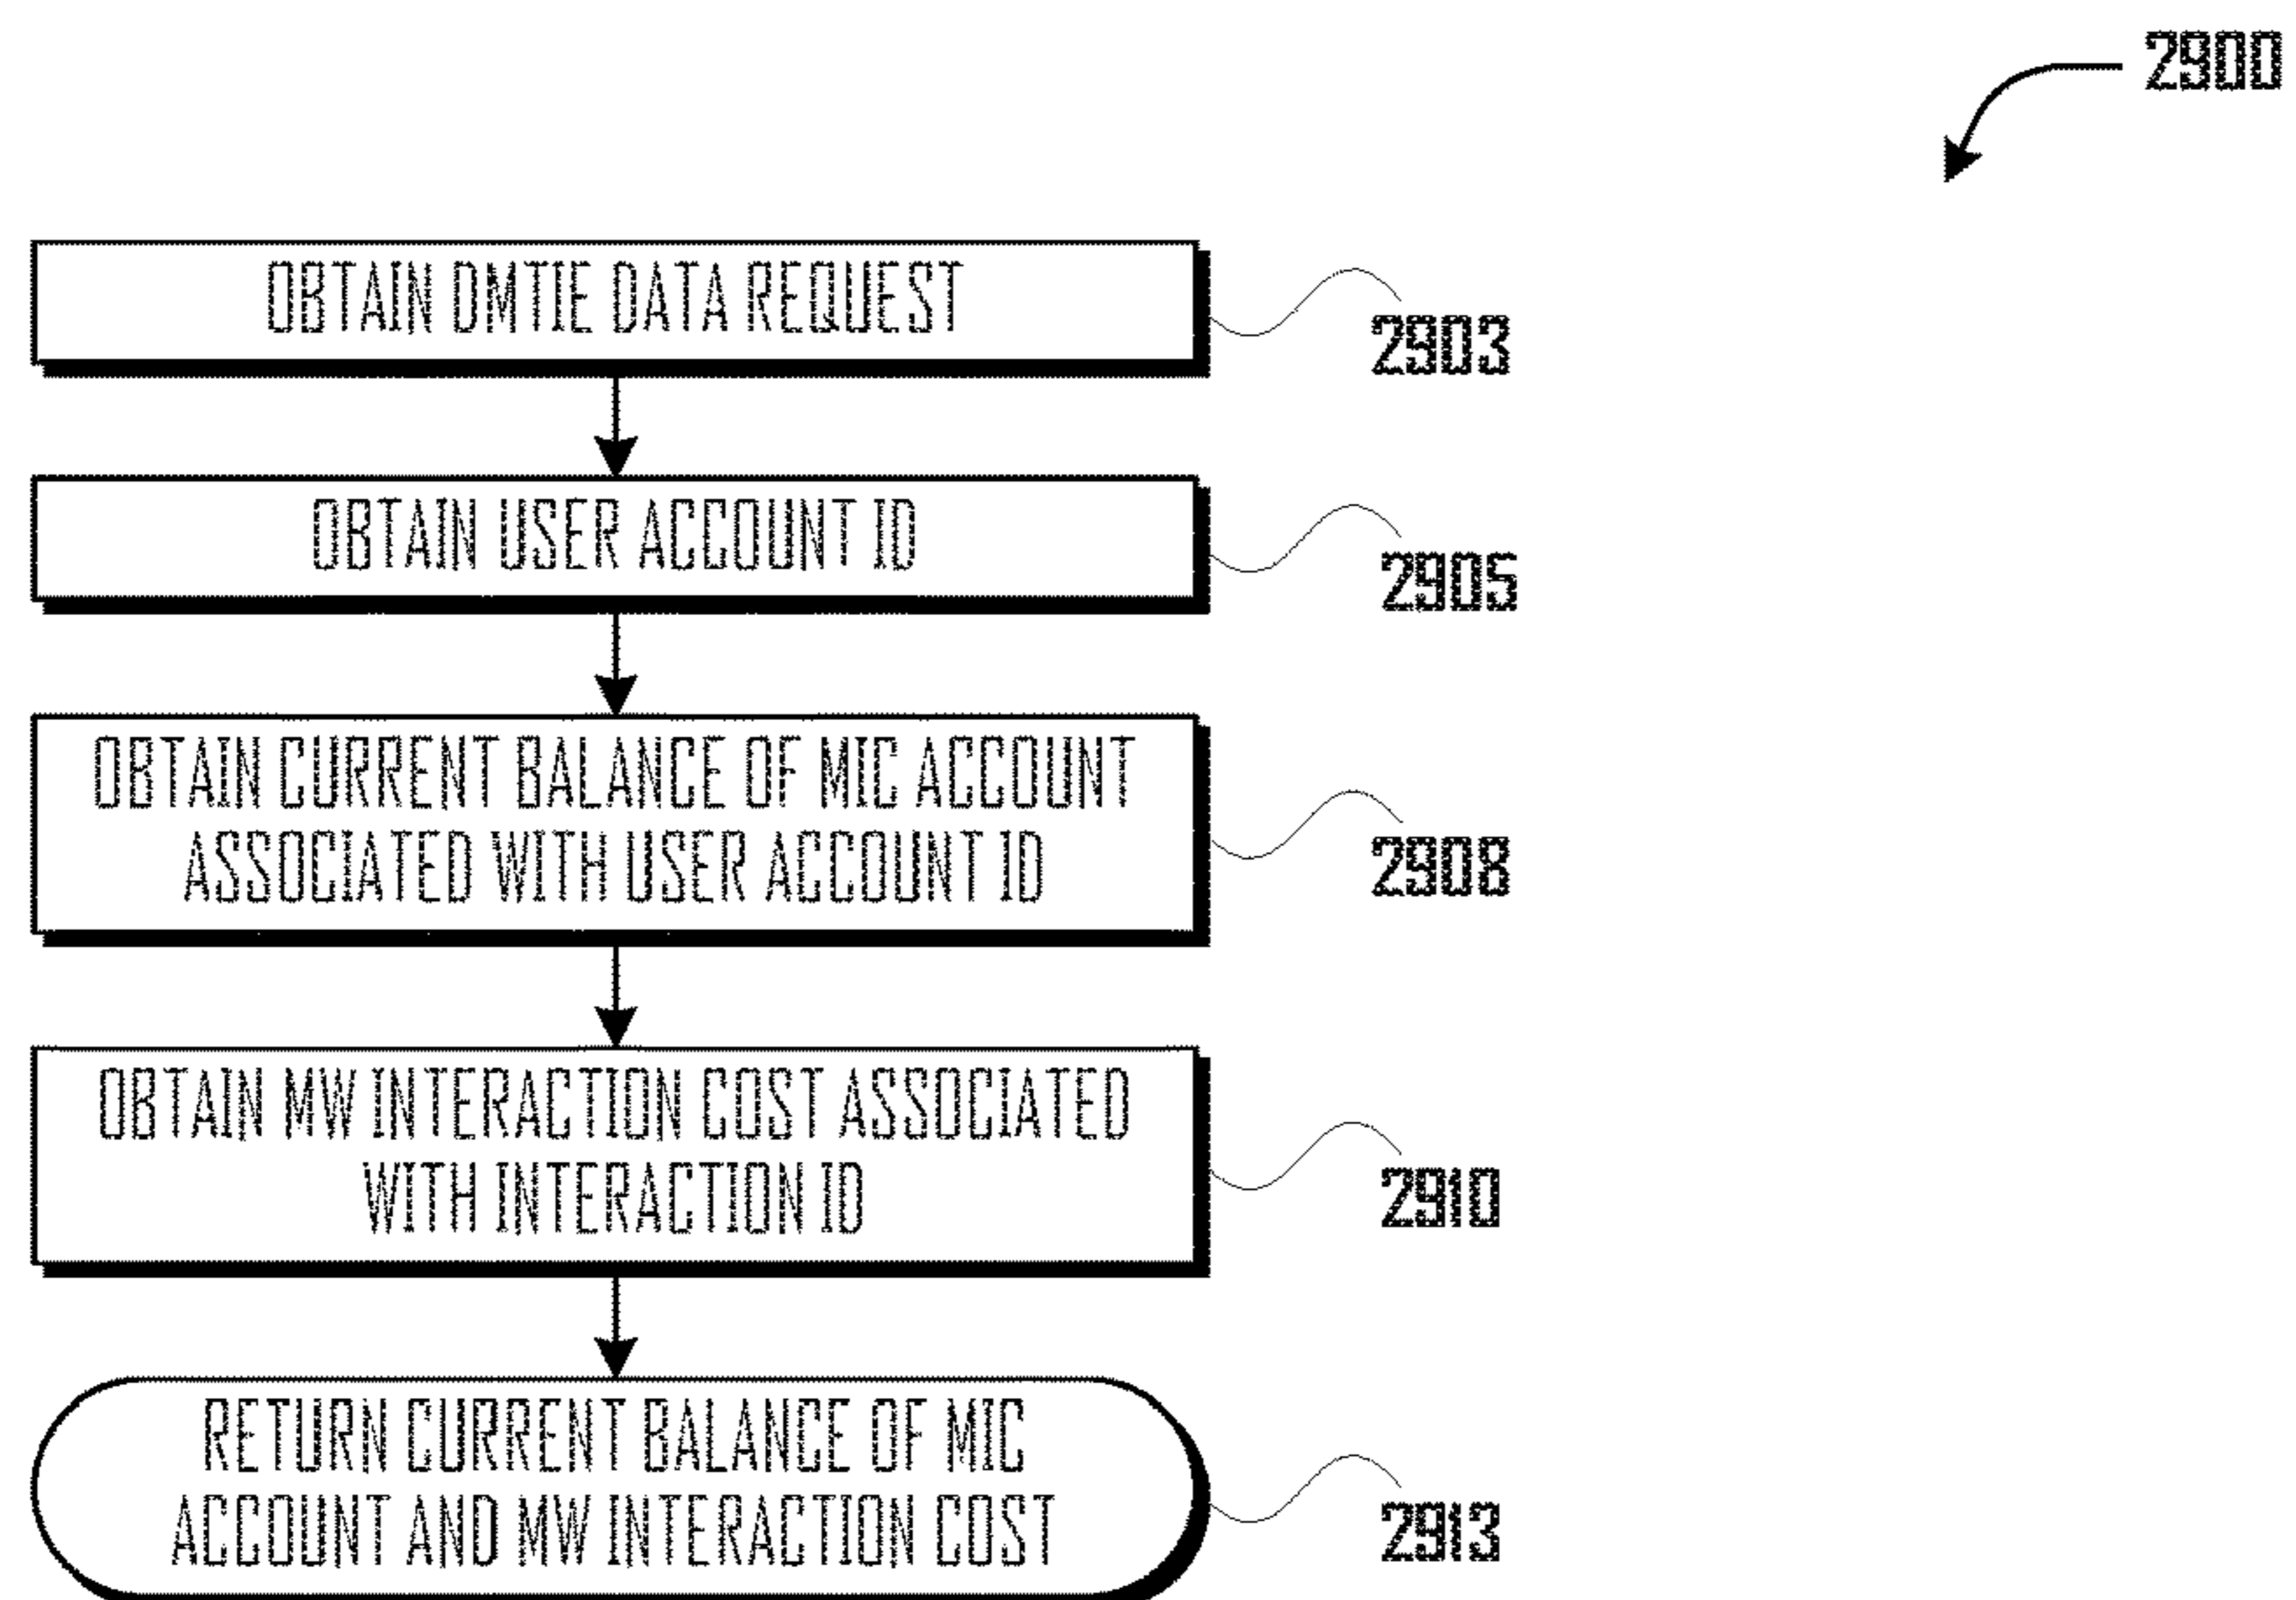 2900
OBTAIN DMTIE DATA REQUEST
2903
OBTAIN USER ACCOUNT ID
2905
OBTAIN CURRENT BALANCE OF MIC ACCOUNT
ASSOCIATED WITH USER ACCOUNT ID
2908
OBTAIN MW INTERACTION COST ASSOCIATED
WITH INTERACTION ID
2910
RETURN CURRENT BALANCE OF MIC
ACCOUNT AND MW INTERACTION COST
2913